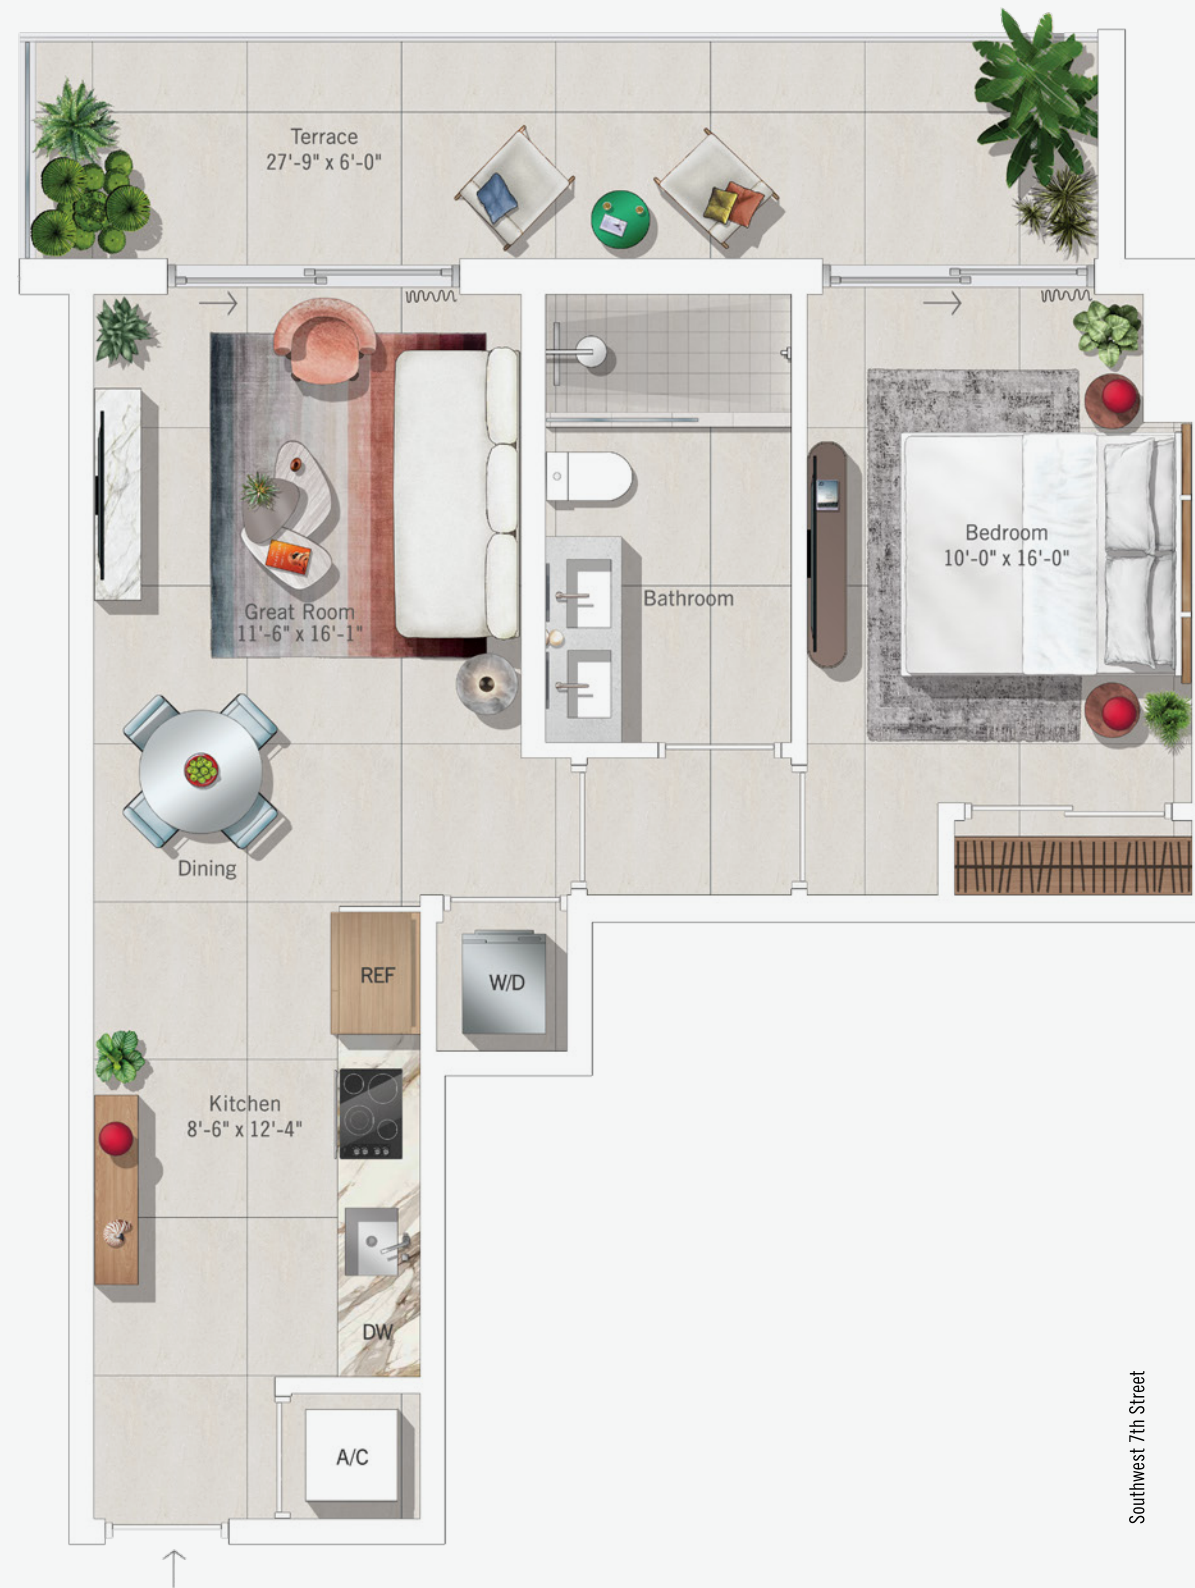 Terrace
27'-9" x 6'-0"
Great Room
11'-6" x 16'-1"
Bathroom
Bedroom
10'-0" x 16'-0"
Dining
REF
W/D
Kitchen
8'-6" x 12'-4"
DW
A/C
Southwest 7th Street